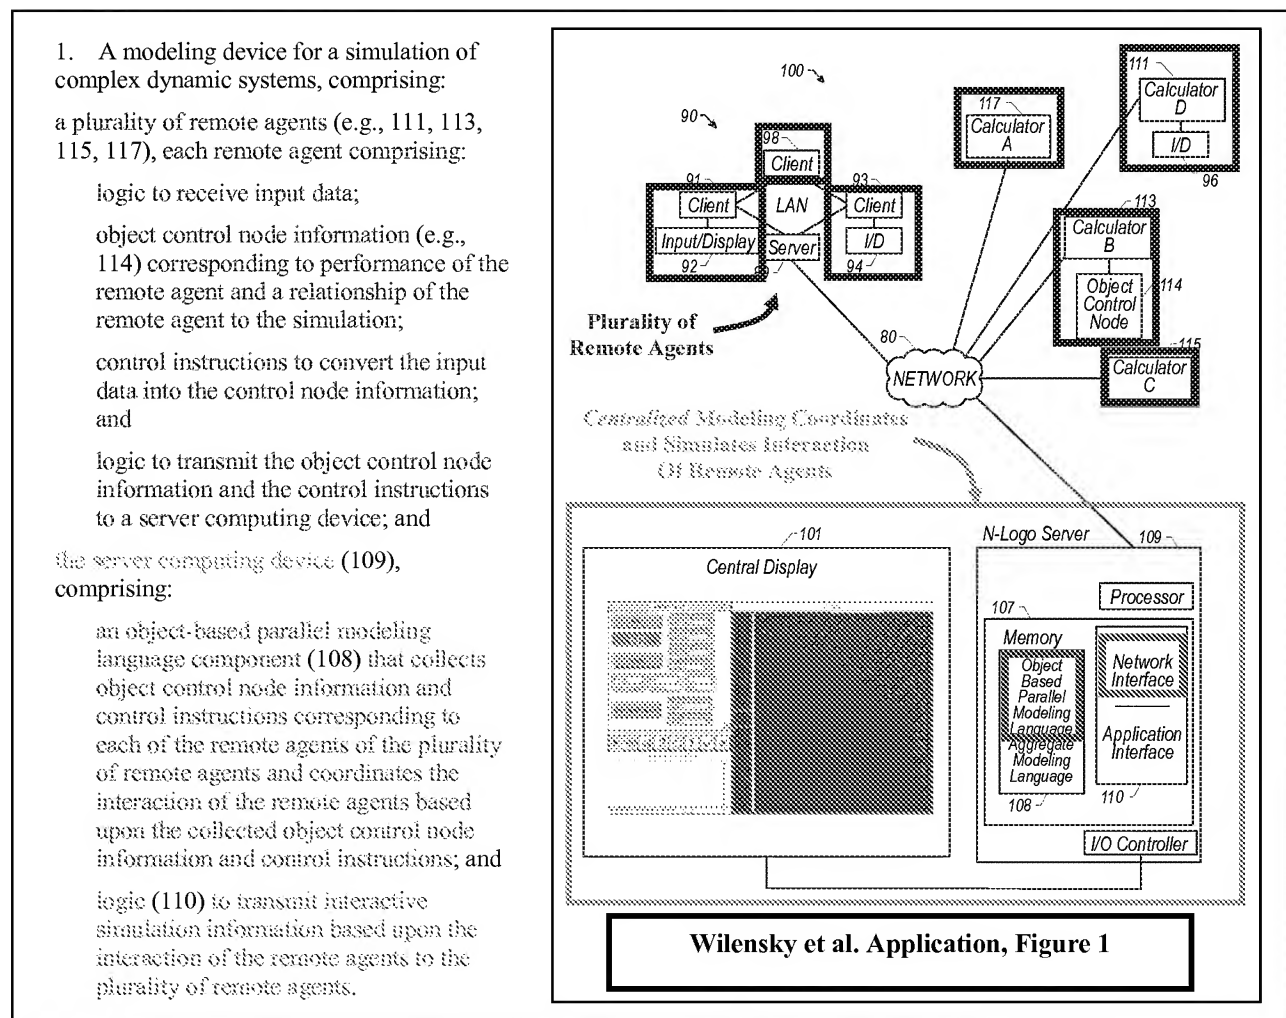 1. A modeling device for a simulation of
complex dynamic systems, comprising:
a plurality of remote agents (e.g., 111, 113,
115, 117), each remote agent comprising:
logic to receive input data;
object control node information (e.g.,
114) corresponding to performance of the
remote agent and a relationship of the
remote agent to the simulation;
control instructions to convert the input
data into the control node information;
and
logic to transmit the object control node
information and the control instructions
to a server computing device; and
the server computing device (109),
comprising:
an object-based parallel modeling
language component (108) that collects
object control node information and
control instructions corresponding to
each of the remote agents of the plurality
of remote agents and coordinates the
interaction of the remote agents based
upon the collected object control node
information and control instructions; and
logic (110) to transmit interactive
simulation information based upon the
interaction of the remote agents to the
plurality of remote agents.
100
90
98
Client
91
Client
LAN
93
Client
Input/Display
92
Server
I/D
94
117
Calculator
A
111
Calculator
D
I/D
96
113
Calculator
B
Object
Control
Node
114
115
Calculator
C
Plurality of
Remote Agents
80
NETWORK
Centralized Modeling Coordinates
and Simulates Interaction
Of Remote Agents
101
Central Display
N-Logo Server
109
Processor
107
Memory
Object
Based
Parallel
Modeling
Language
Aggregate
Modeling
Language
108
Network
Interface
Application
Interface
110
I/O Controller
Wilensky et al. Application, Figure 1